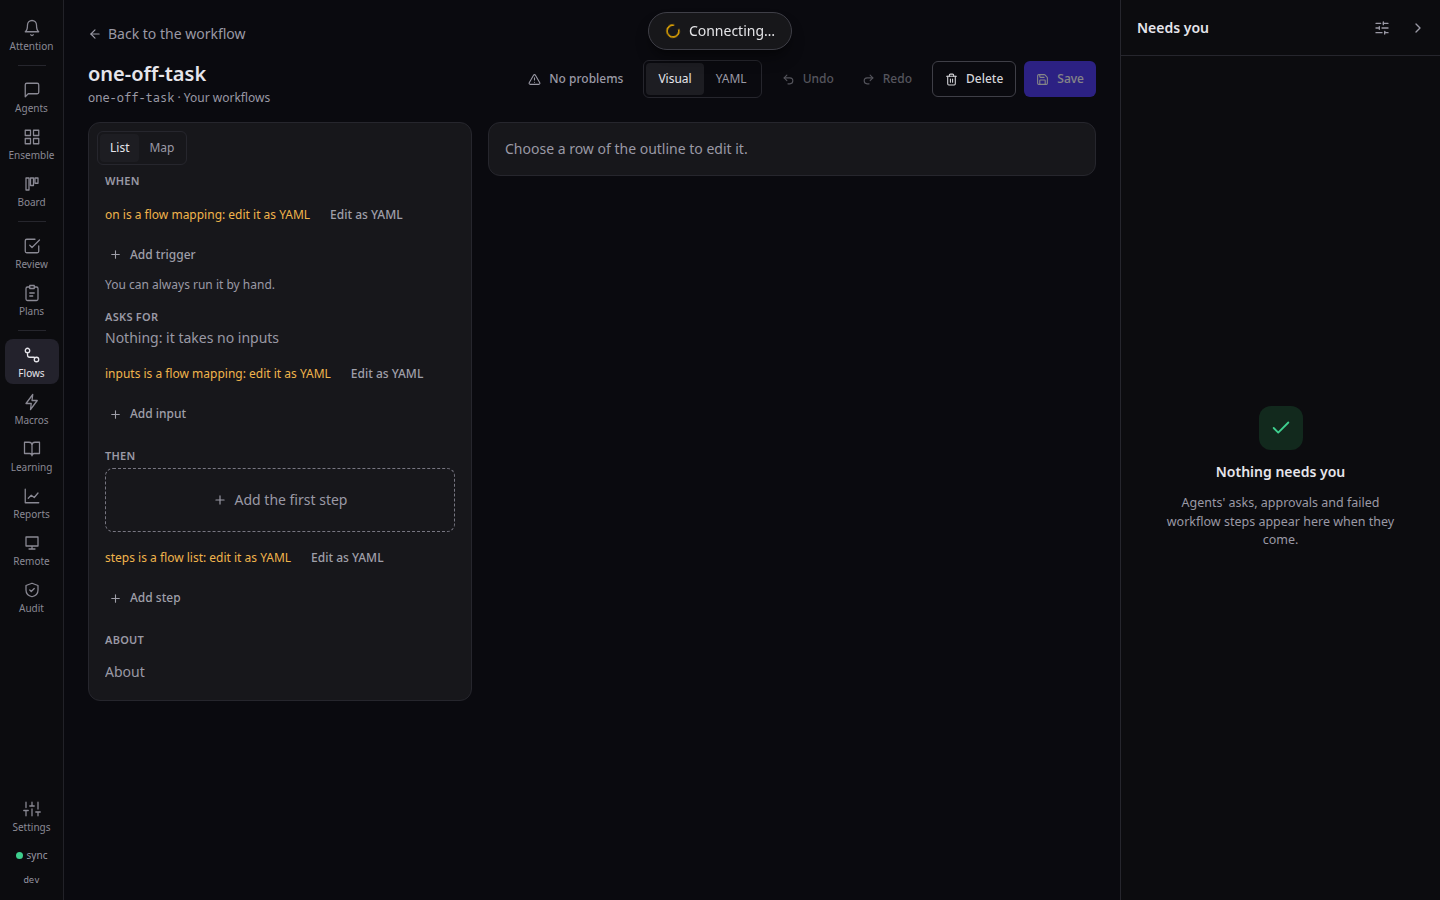 Attention
Agents
Ensemble
Board
Review
Plans
Flows
Macros
Learning
Reports
Remote
Audit
Settings
sync
dev
Back to the workflow
Connecting...
one-off-task
one-off-task · Your workflows
No problems
Visual
YAML
Undo
Redo
Delete
Save
List
Map
WHEN
on is a flow mapping: edit it as YAML
Edit as YAML
Add trigger
You can always run it by hand.
ASKS FOR
Nothing: it takes no inputs
inputs is a flow mapping: edit it as YAML
Edit as YAML
Add input
THEN
Add the first step
steps is a flow list: edit it as YAML
Edit as YAML
Add step
ABOUT
About
Choose a row of the outline to edit it.
Needs you
Nothing needs you
Agents' asks, approvals and failed
workflow steps appear here when they
come.